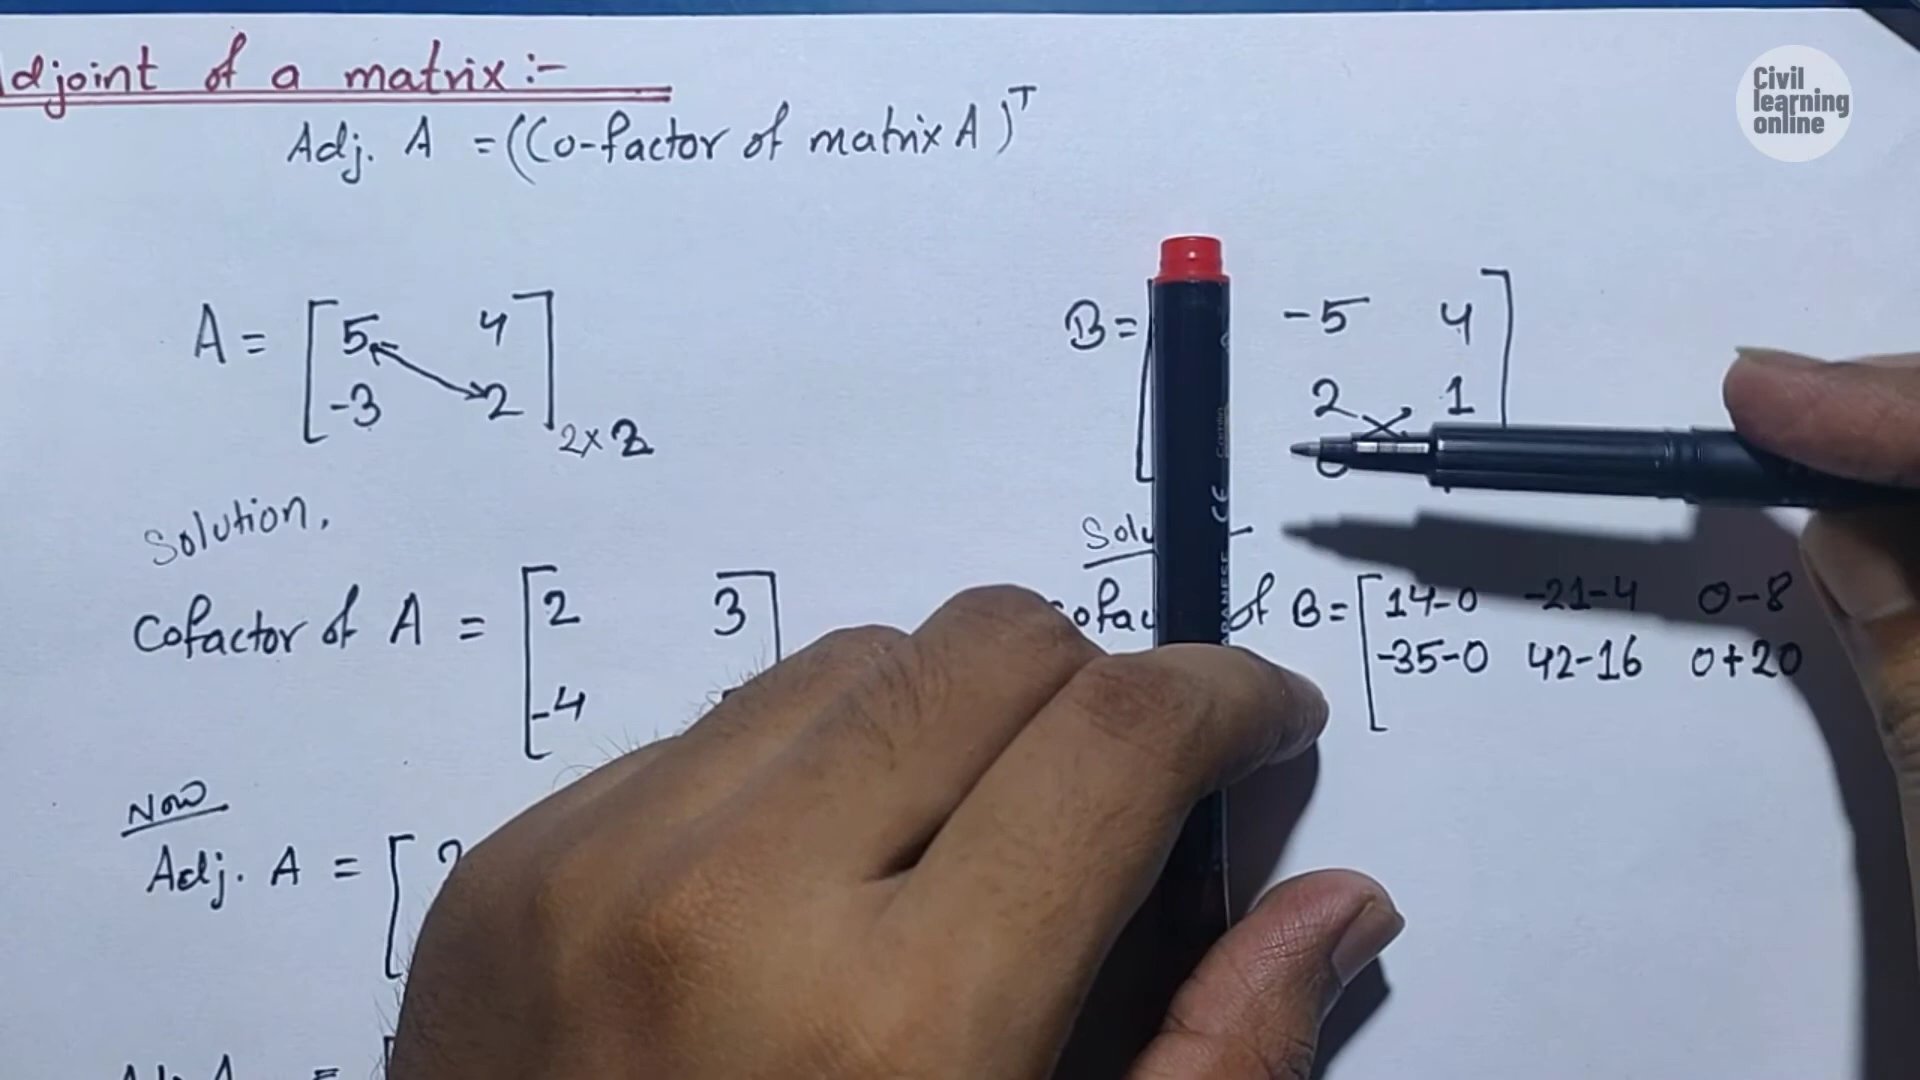 djoint of a matrix:-
Adj. A = (Co-factor of matrix A)ᵀ
Civil
learning
online
A = [5 4
-3 2] 2×2
B = -5 4
2 1
Solution,
Cofactor of A = [2 3
-4
of B = [14-0 -21-4 0-8
-35-0 42-16 0+20
Now
Adj. A = [2